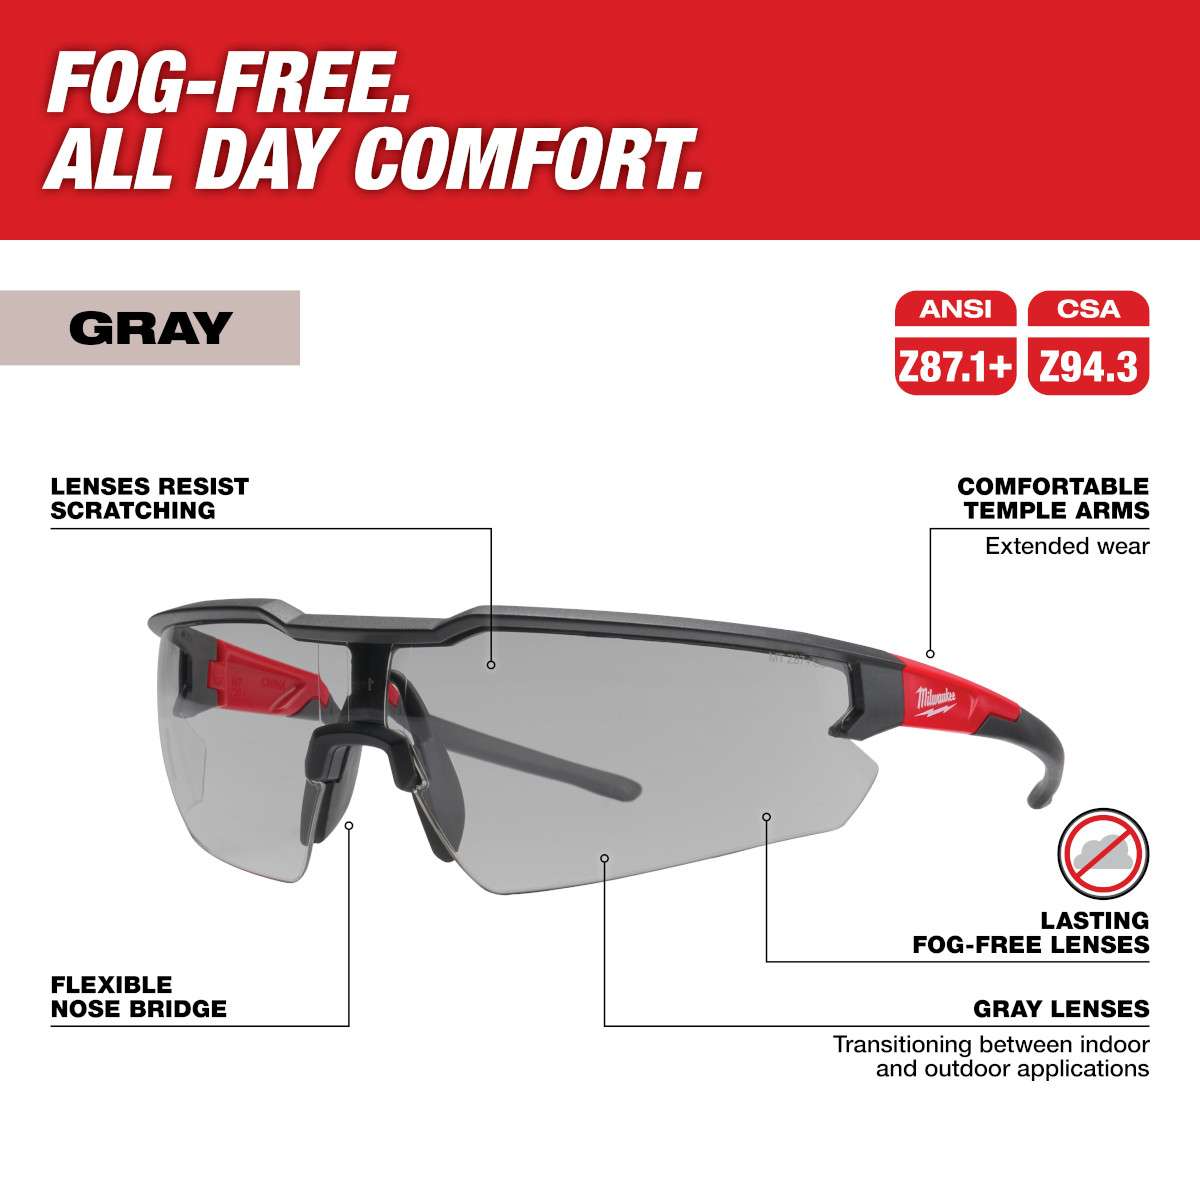 FOG-FREE.
ALL DAY COMFORT.
GRAY
ANSI
Z87.1+
CSA
Z94.3
LENSES RESIST
SCRATCHING
COMFORTABLE
TEMPLE ARMS
Extended wear
Milwaukee
CHINA
LASTING
FOG-FREE LENSES
FLEXIBLE
NOSE BRIDGE
GRAY LENSES
Transitioning between indoor
and outdoor applications